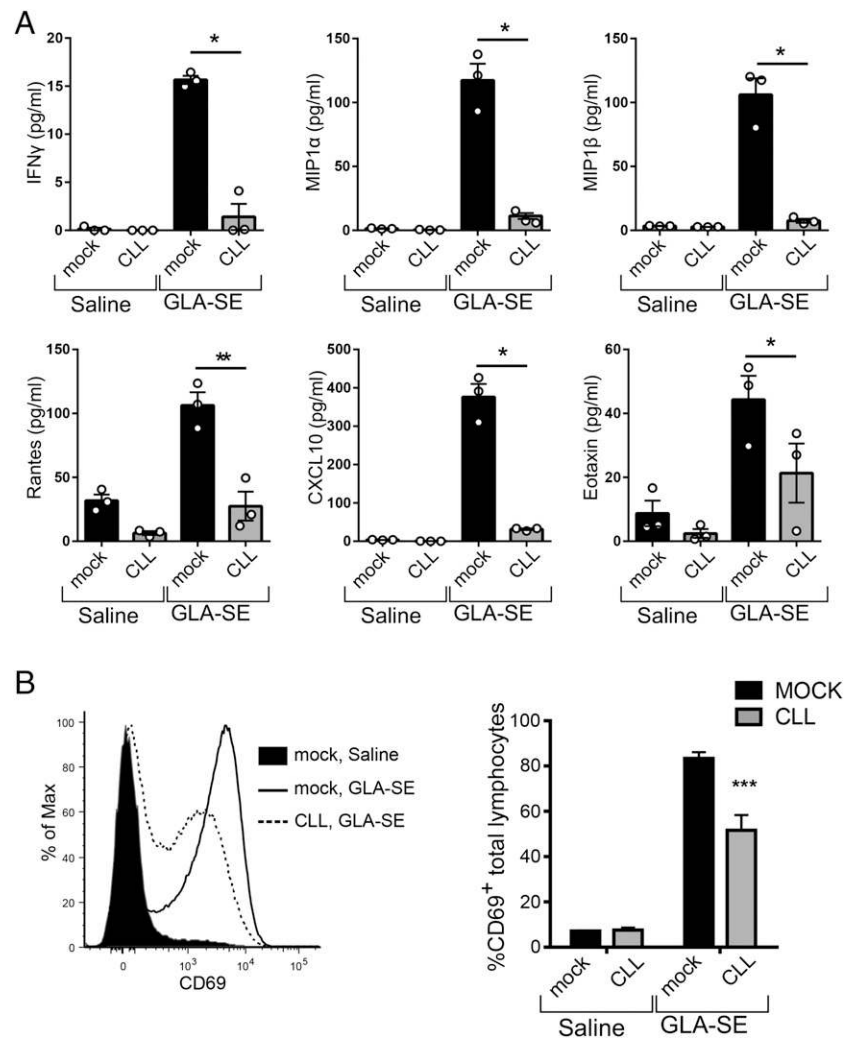 A
IFNγ (pg/ml)
20
15
10
5
0
mock
CLL
mock
CLL
Saline
GLA-SE
*
MIP1α (pg/ml)
150
100
50
0
mock
CLL
mock
CLL
Saline
GLA-SE
*
MIP1β (pg/ml)
150
100
50
0
mock
CLL
mock
CLL
Saline
GLA-SE
*
Rantes (pg/ml)
150
100
50
0
mock
CLL
mock
CLL
Saline
GLA-SE
**
CXCL10 (pg/ml)
500
400
300
200
100
0
mock
CLL
mock
CLL
Saline
GLA-SE
*
Eotaxin (pg/ml)
60
40
20
0
mock
CLL
mock
CLL
Saline
GLA-SE
*
B
% of Max
100
80
60
40
20
0
0
10³
10⁴
10⁵
CD69
mock, Saline
mock, GLA-SE
CLL, GLA-SE
MOCK
CLL
%CD69⁺ total lymphocytes
100
80
60
40
20
0
***
mock
CLL
mock
CLL
Saline
GLA-SE